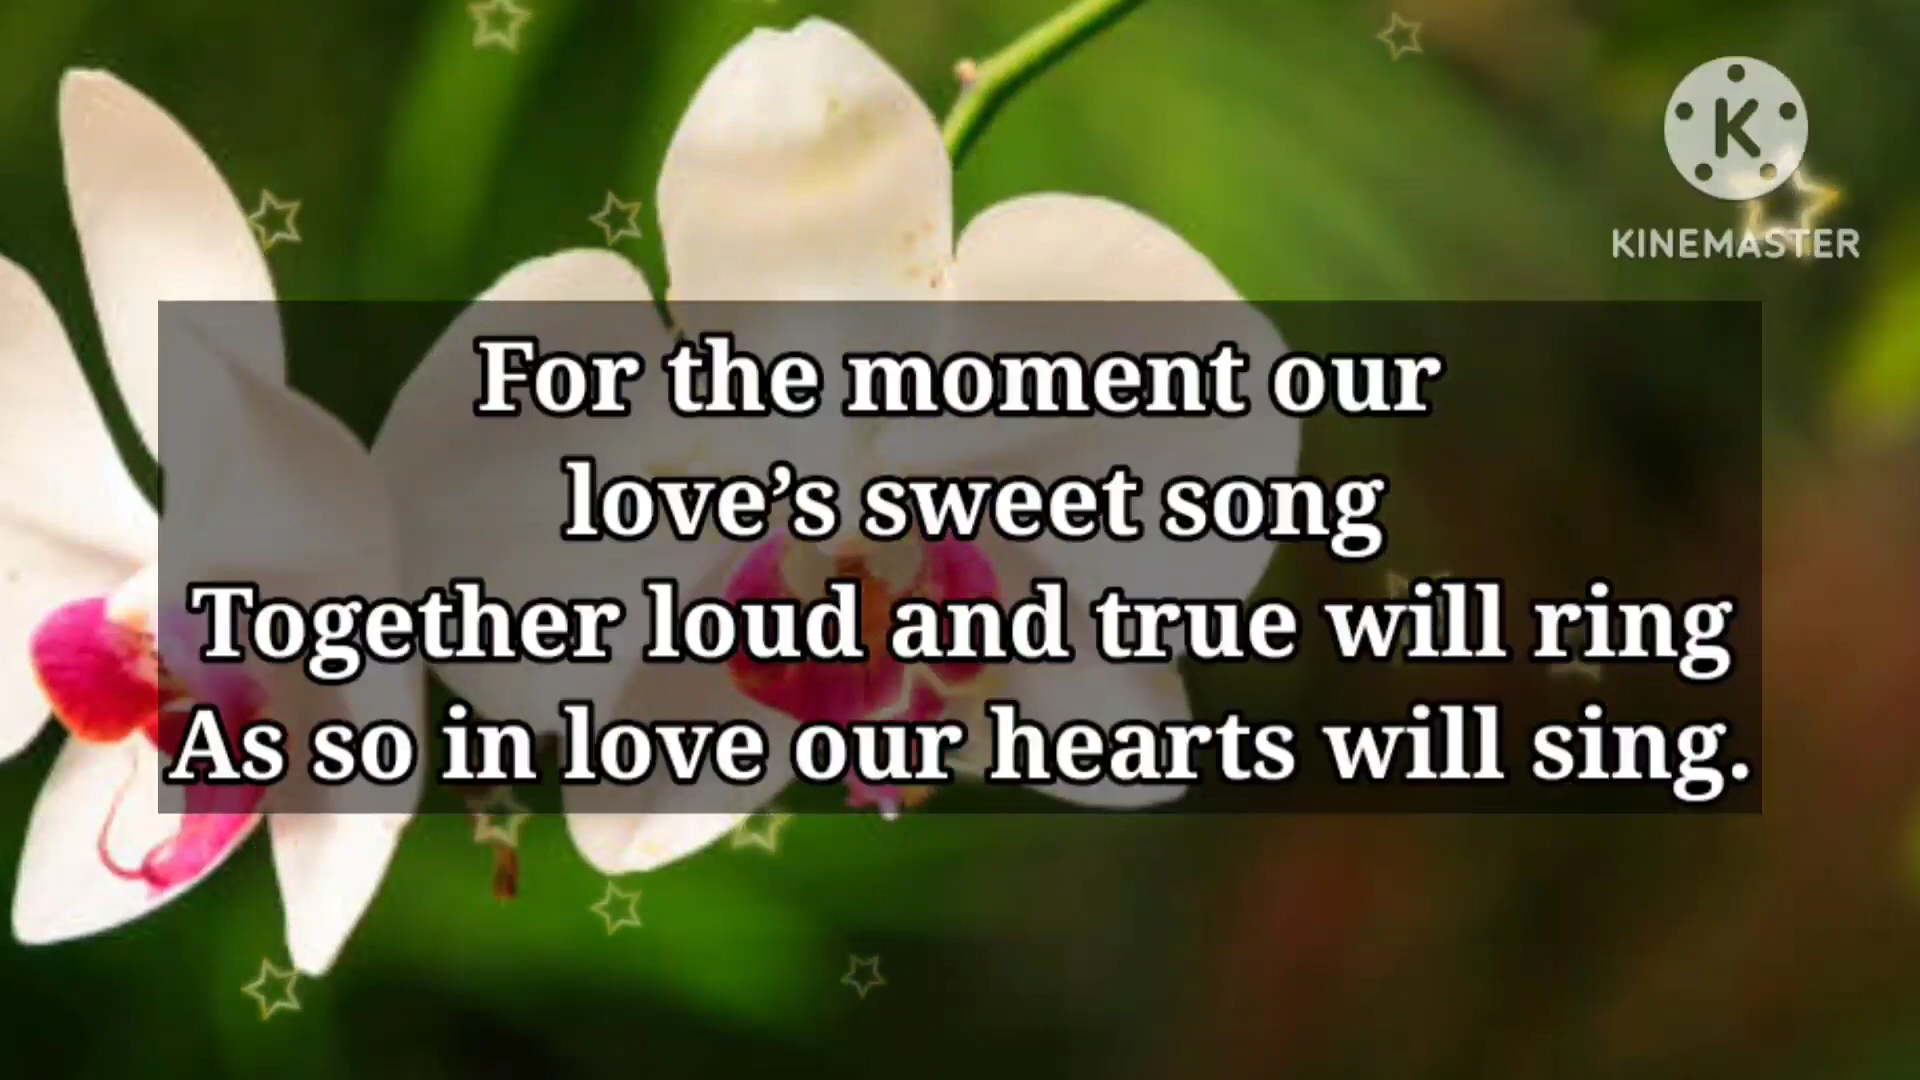 K
KINEMASTER
For the moment our
love’s sweet song
Together loud and true will ring
As so in love our hearts will sing.